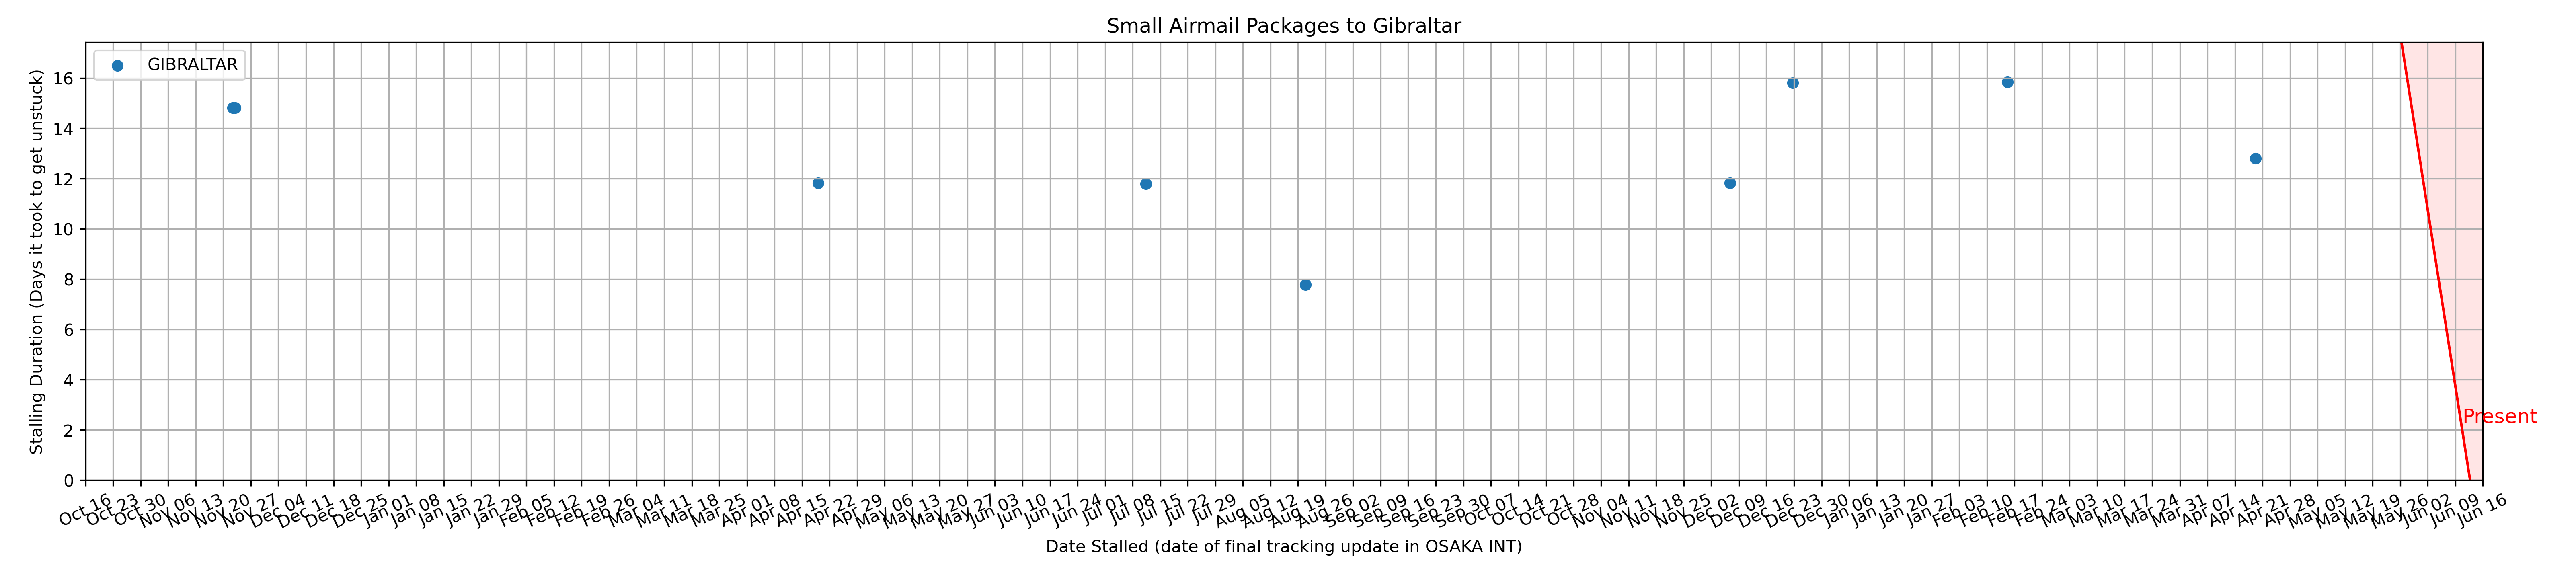 Small Airmail Packages to Gibraltar
GIBRALTAR
Stalling Duration (Days it took to get unstuck)
16
14
12
10
8
6
4
2
0
Present
Oct 16 Oct 23 Oct 30 Nov 06 Nov 13 Nov 20 Nov 27 Dec 04 Dec 11 Dec 18 Dec 25 Jan 01 Jan 08 Jan 15 Jan 22 Jan 29 Feb 05 Feb 12 Feb 19 Feb 26 Mar 04 Mar 11 Mar 18 Mar 25 Apr 01 Apr 08 Apr 15 Apr 22 Apr 29 May 06 May 13 May 20 May 27 Jun 03 Jun 10 Jun 17 Jun 24 Jul 01 Jul 08 Jul 15 Jul 22 Jul 29 Aug 05 Aug 12 Aug 19 Aug 26 Sep 02 Sep 09 Sep 16 Sep 23 Sep 30 Oct 07 Oct 14 Oct 21 Oct 28 Nov 04 Nov 11 Nov 18 Nov 25 Dec 02 Dec 09 Dec 16 Dec 23 Dec 30 Jan 06 Jan 13 Jan 20 Jan 27 Feb 03 Feb 10 Feb 17 Feb 24 Mar 03 Mar 10 Mar 17 Mar 24 Mar 31 Apr 07 Apr 14 Apr 21 Apr 28 May 05 May 12 May 19 May 26 Jun 02 Jun 09 Jun 16
Date Stalled (date of final tracking update in OSAKA INT)